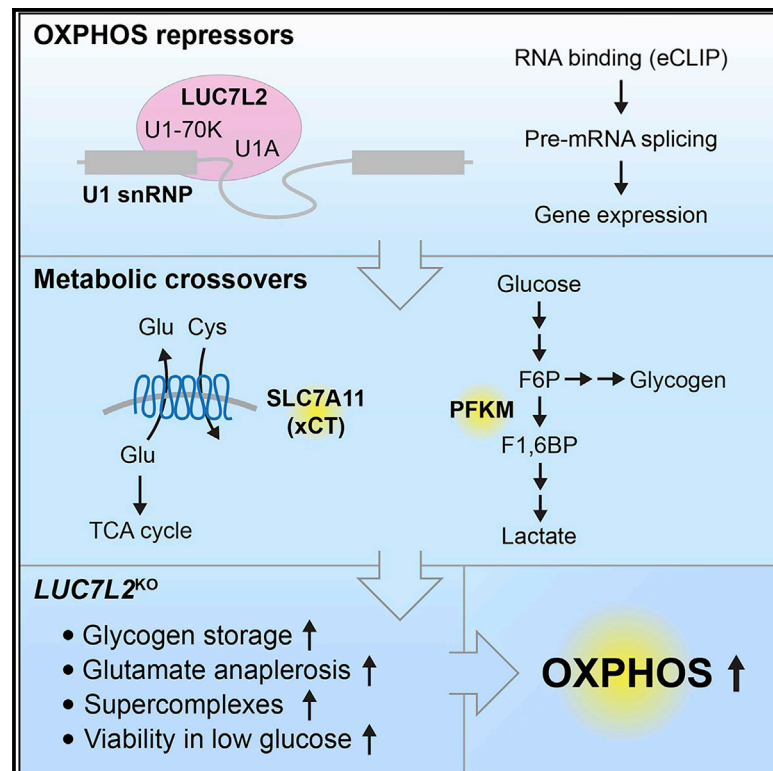 OXPHOS repressors
LUC7L2
U1-70K
U1A
U1 snRNP
RNA binding (eCLIP)
Pre-mRNA splicing
Gene expression
Metabolic crossovers
Glu Cys
SLC7A11
(xCT)
Glu
TCA cycle
Glucose
F6P Glycogen
PFKM
F1,6BP
Lactate
LUC7L2KO
• Glycogen storage ↑
• Glutamate anaplerosis ↑
• Supercomplexes ↑
• Viability in low glucose ↑
OXPHOS ↑